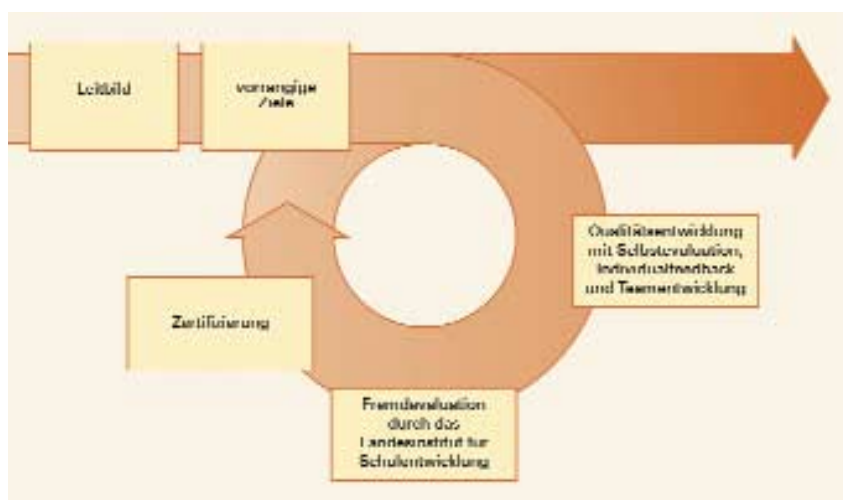 Leitbild
vorrangige
Ziele
Qualitätsentwicklung
mit Selbstevaluation,
Individualfeedback
und Teamentwicklung
Zertifizierung
Fremdevaluation
durch das
Landesinstitut für
Schulentwicklung